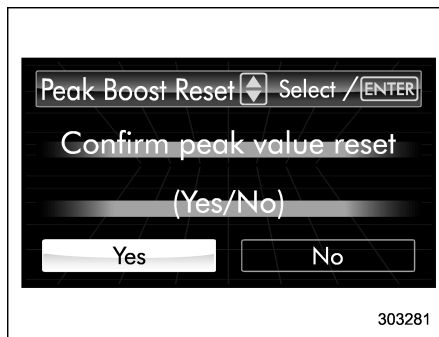 Peak Boost Reset Select / ENTER
Confirm peak value reset
(Yes/No)
Yes No
303281